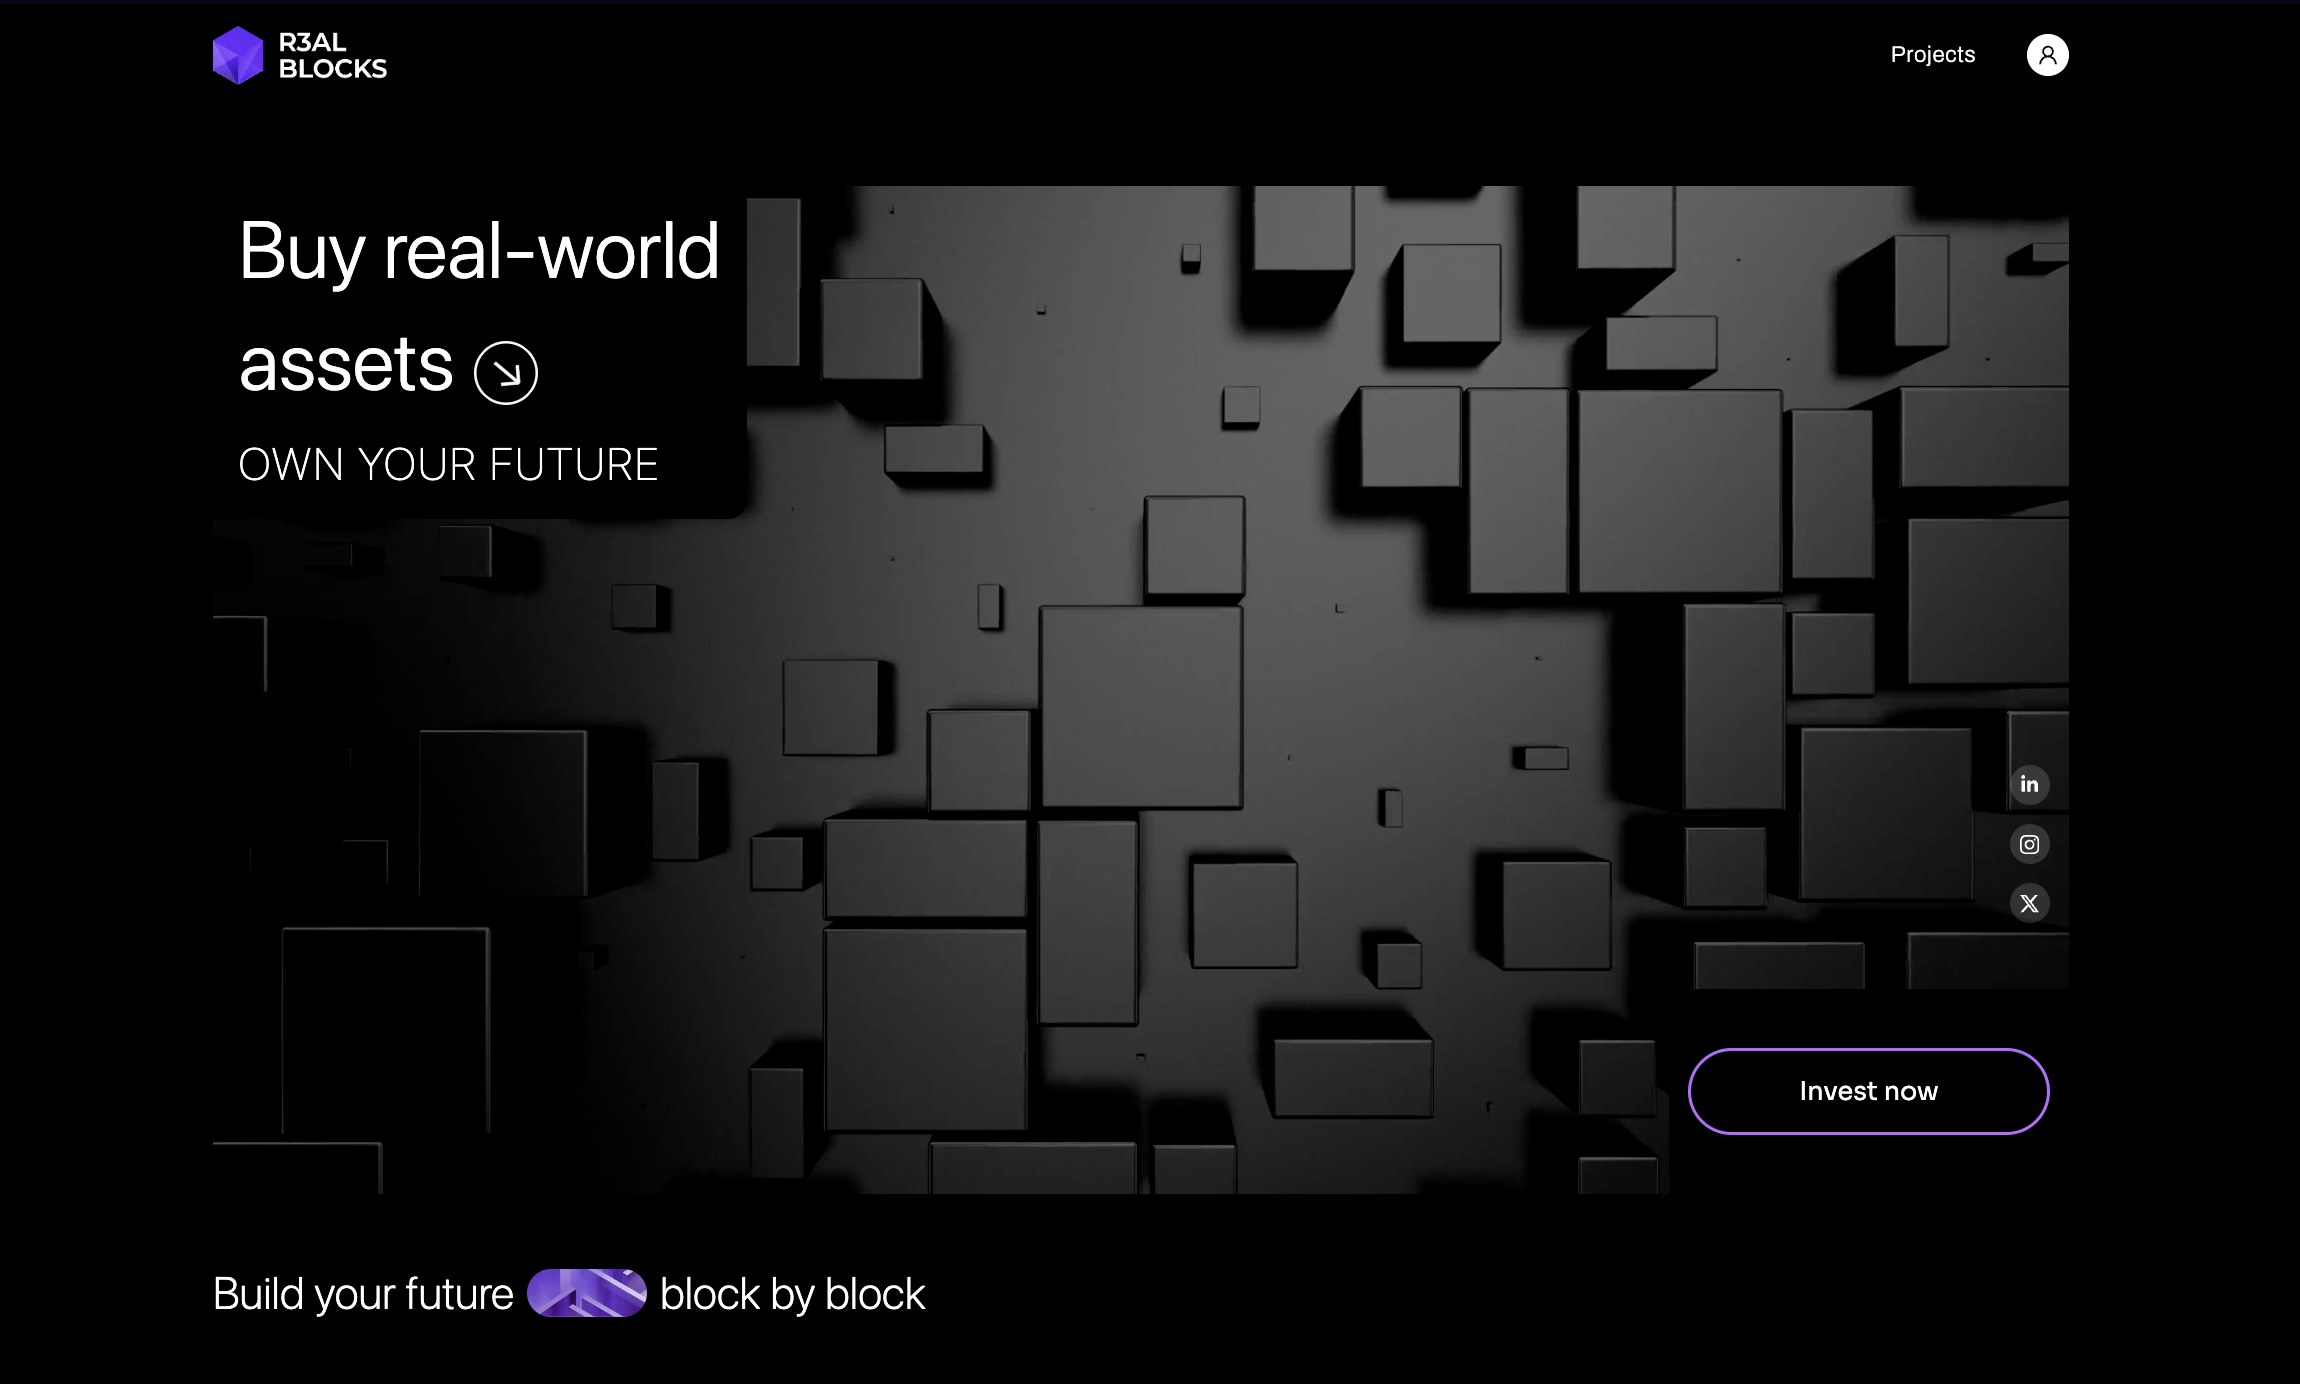 R3AL
BLOCKS
Projects
Buy real-world
assets
OWN YOUR FUTURE
in
X
Invest now
Build your future block by block